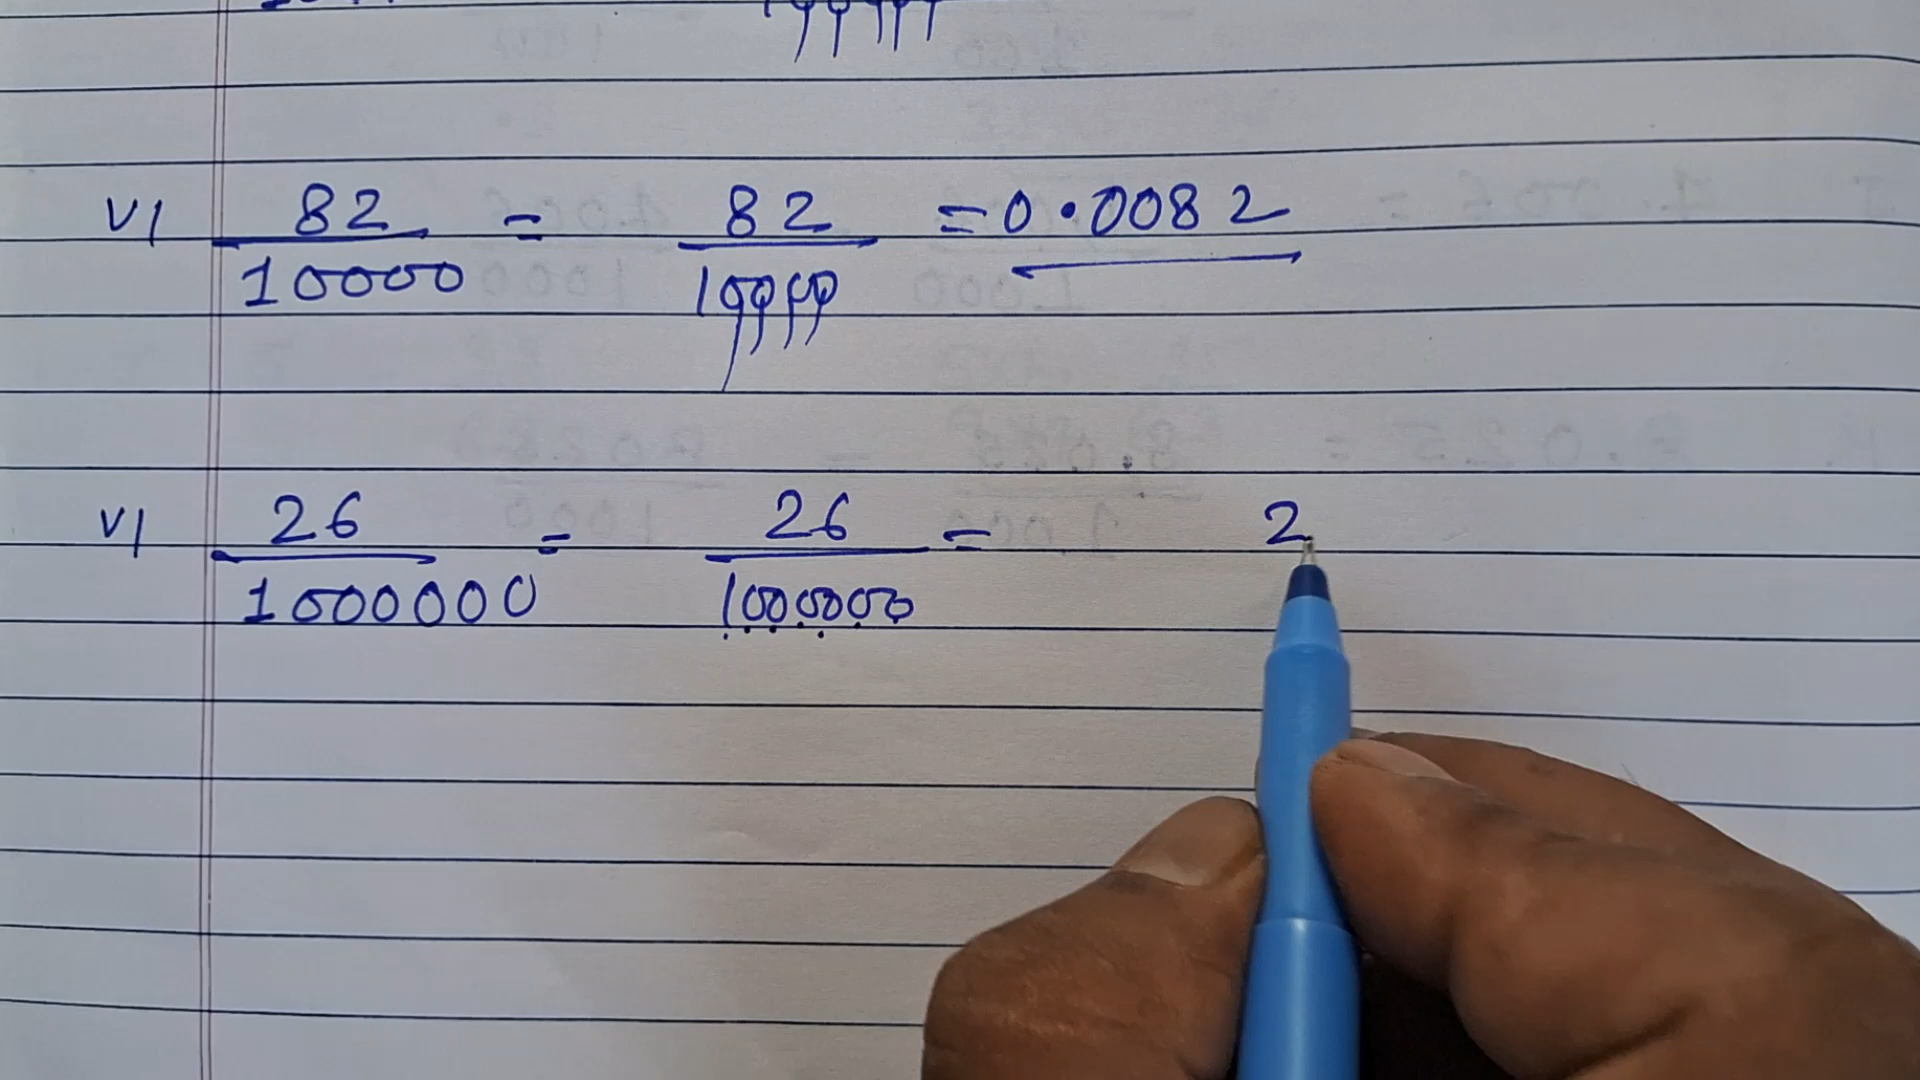 VI 82/10000 = 82/10000 = 0.0082
VI 26/1000000 = 26/1000000 = 2